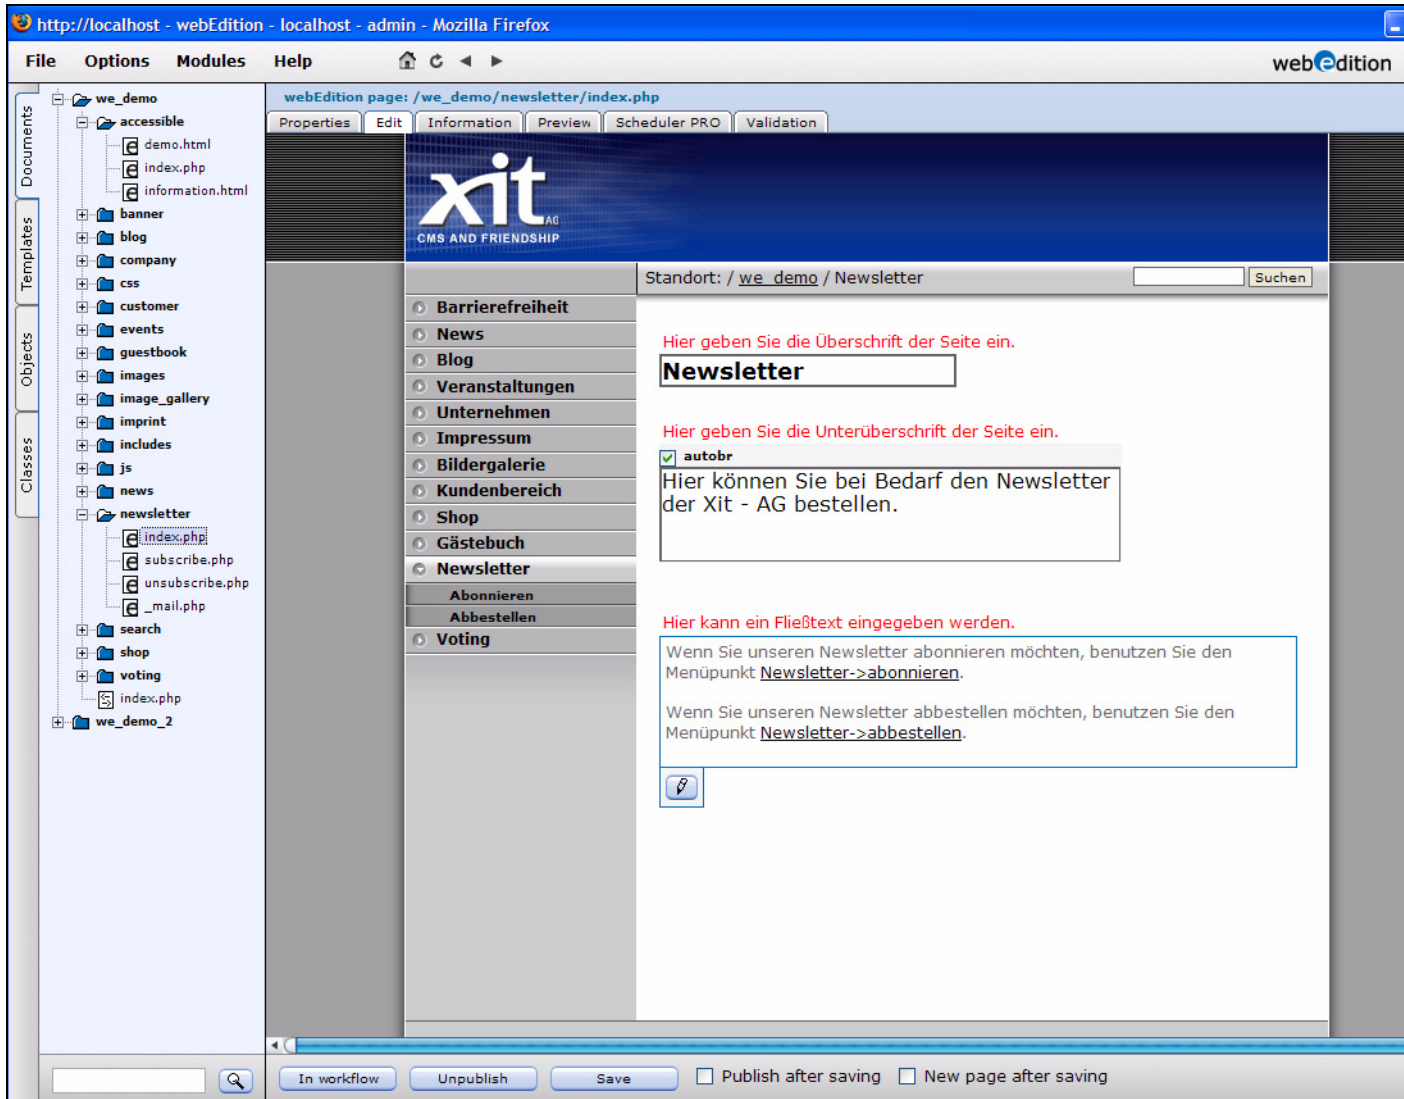 http://localhost - webEdition - localhost - admin - Mozilla Firefox
File Options Modules Help
webEdition
Documents
Templates
Objects
Classes
we_demo
accessible
demo.html
index.php
information.html
banner
blog
company
css
customer
events
guestbook
images
image_gallery
imprint
includes
js
news
newsletter
index.php
subscribe.php
unsubscribe.php
_mail.php
search
shop
voting
index.php
we_demo_2
webEdition page: /we_demo/newsletter/index.php
Properties Edit Information Preview Scheduler PRO Validation
xit AG
CMS AND FRIENDSHIP
Standort: / we_demo / Newsletter
Suchen
Barrierefreiheit
News
Blog
Veranstaltungen
Unternehmen
Impressum
Bildergalerie
Kundenbereich
Shop
Gästebuch
Newsletter
Abonnieren
Abbestellen
Voting
Hier geben Sie die Überschrift der Seite ein.
Newsletter
Hier geben Sie die Unterüberschrift der Seite ein.
autobr
Hier können Sie bei Bedarf den Newsletter
der Xit - AG bestellen.
Hier kann ein Fließtext eingegeben werden.
Wenn Sie unseren Newsletter abonnieren möchten, benutzen Sie den
Menüpunkt Newsletter->abonnieren.
Wenn Sie unseren Newsletter abbestellen möchten, benutzen Sie den
Menüpunkt Newsletter->abbestellen.
In workflow Unpublish Save Publish after saving New page after saving